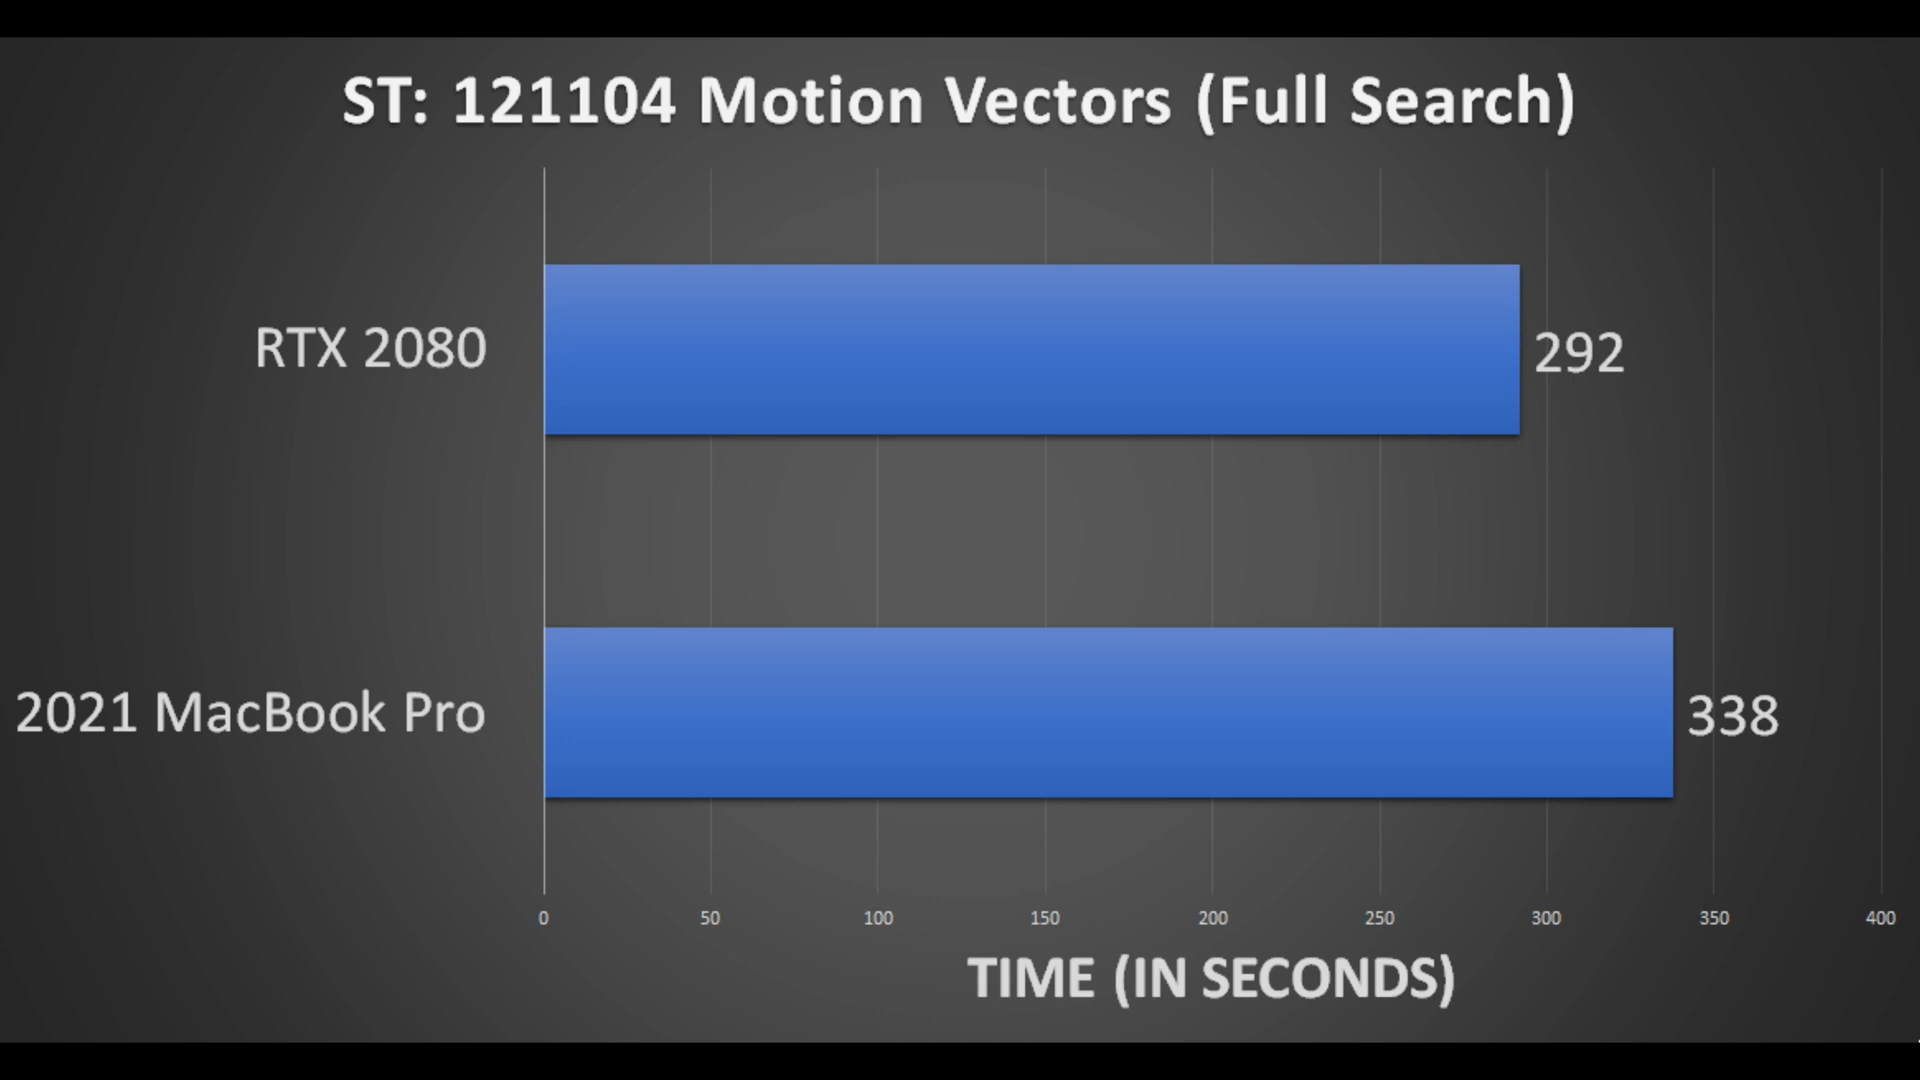 ST: 121104 Motion Vectors (Full Search)
RTX 2080
292
2021 MacBook Pro
338
0 50 100 150 200 250 300 350 400
TIME (IN SECONDS)